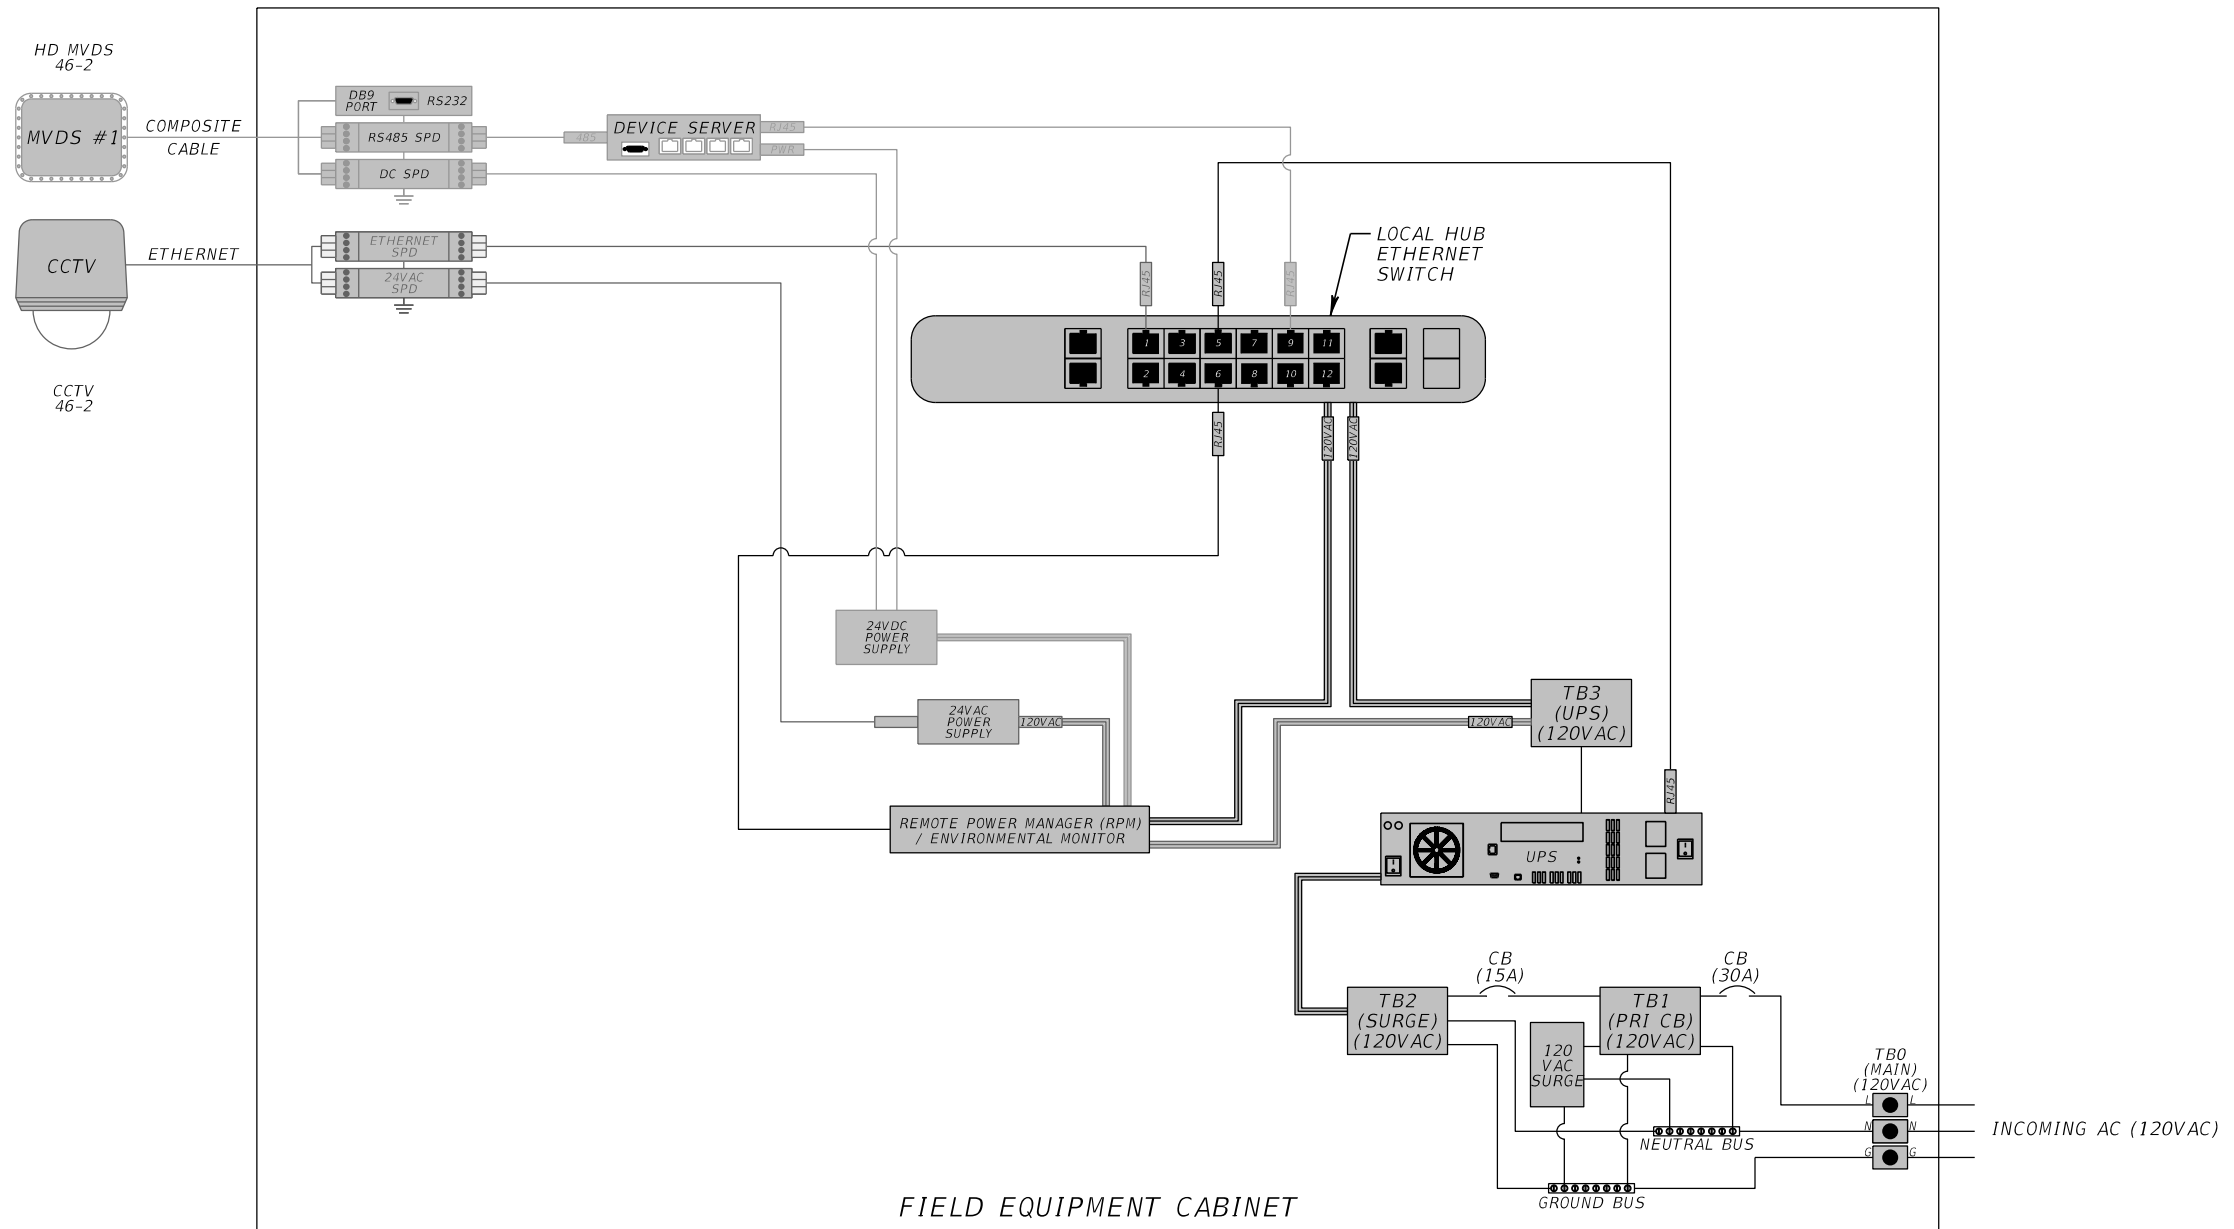 HD MVDS
46-2
MVDS #1
COMPOSITE
CABLE
DB9
PORT
RS232
RS485 SPD
DC SPD
485
DEVICE SERVER
RJ45
PWR
CCTV
ETHERNET
ETHERNET
SPD
24VAC
SPD
CCTV
46-2
LOCAL HUB
ETHERNET
SWITCH
RJ45
RJ45
RJ45
1 3 5 7 9 11
2 4 6 8 10 12
RJ45
120VAC
120VAC
24VDC
POWER
SUPPLY
24VAC
POWER
SUPPLY
120VAC
120VAC
TB3
(UPS)
(120VAC)
RJ45
REMOTE POWER MANAGER (RPM)
/ ENVIRONMENTAL MONITOR
UPS
CB
(15A)
CB
(30A)
TB2
(SURGE)
(120VAC)
TB1
(PRI CB)
(120VAC)
120
VAC
SURGE
TB0
(MAIN)
(120VAC)
L L
N N
G G
INCOMING AC (120VAC)
NEUTRAL BUS
GROUND BUS
FIELD EQUIPMENT CABINET